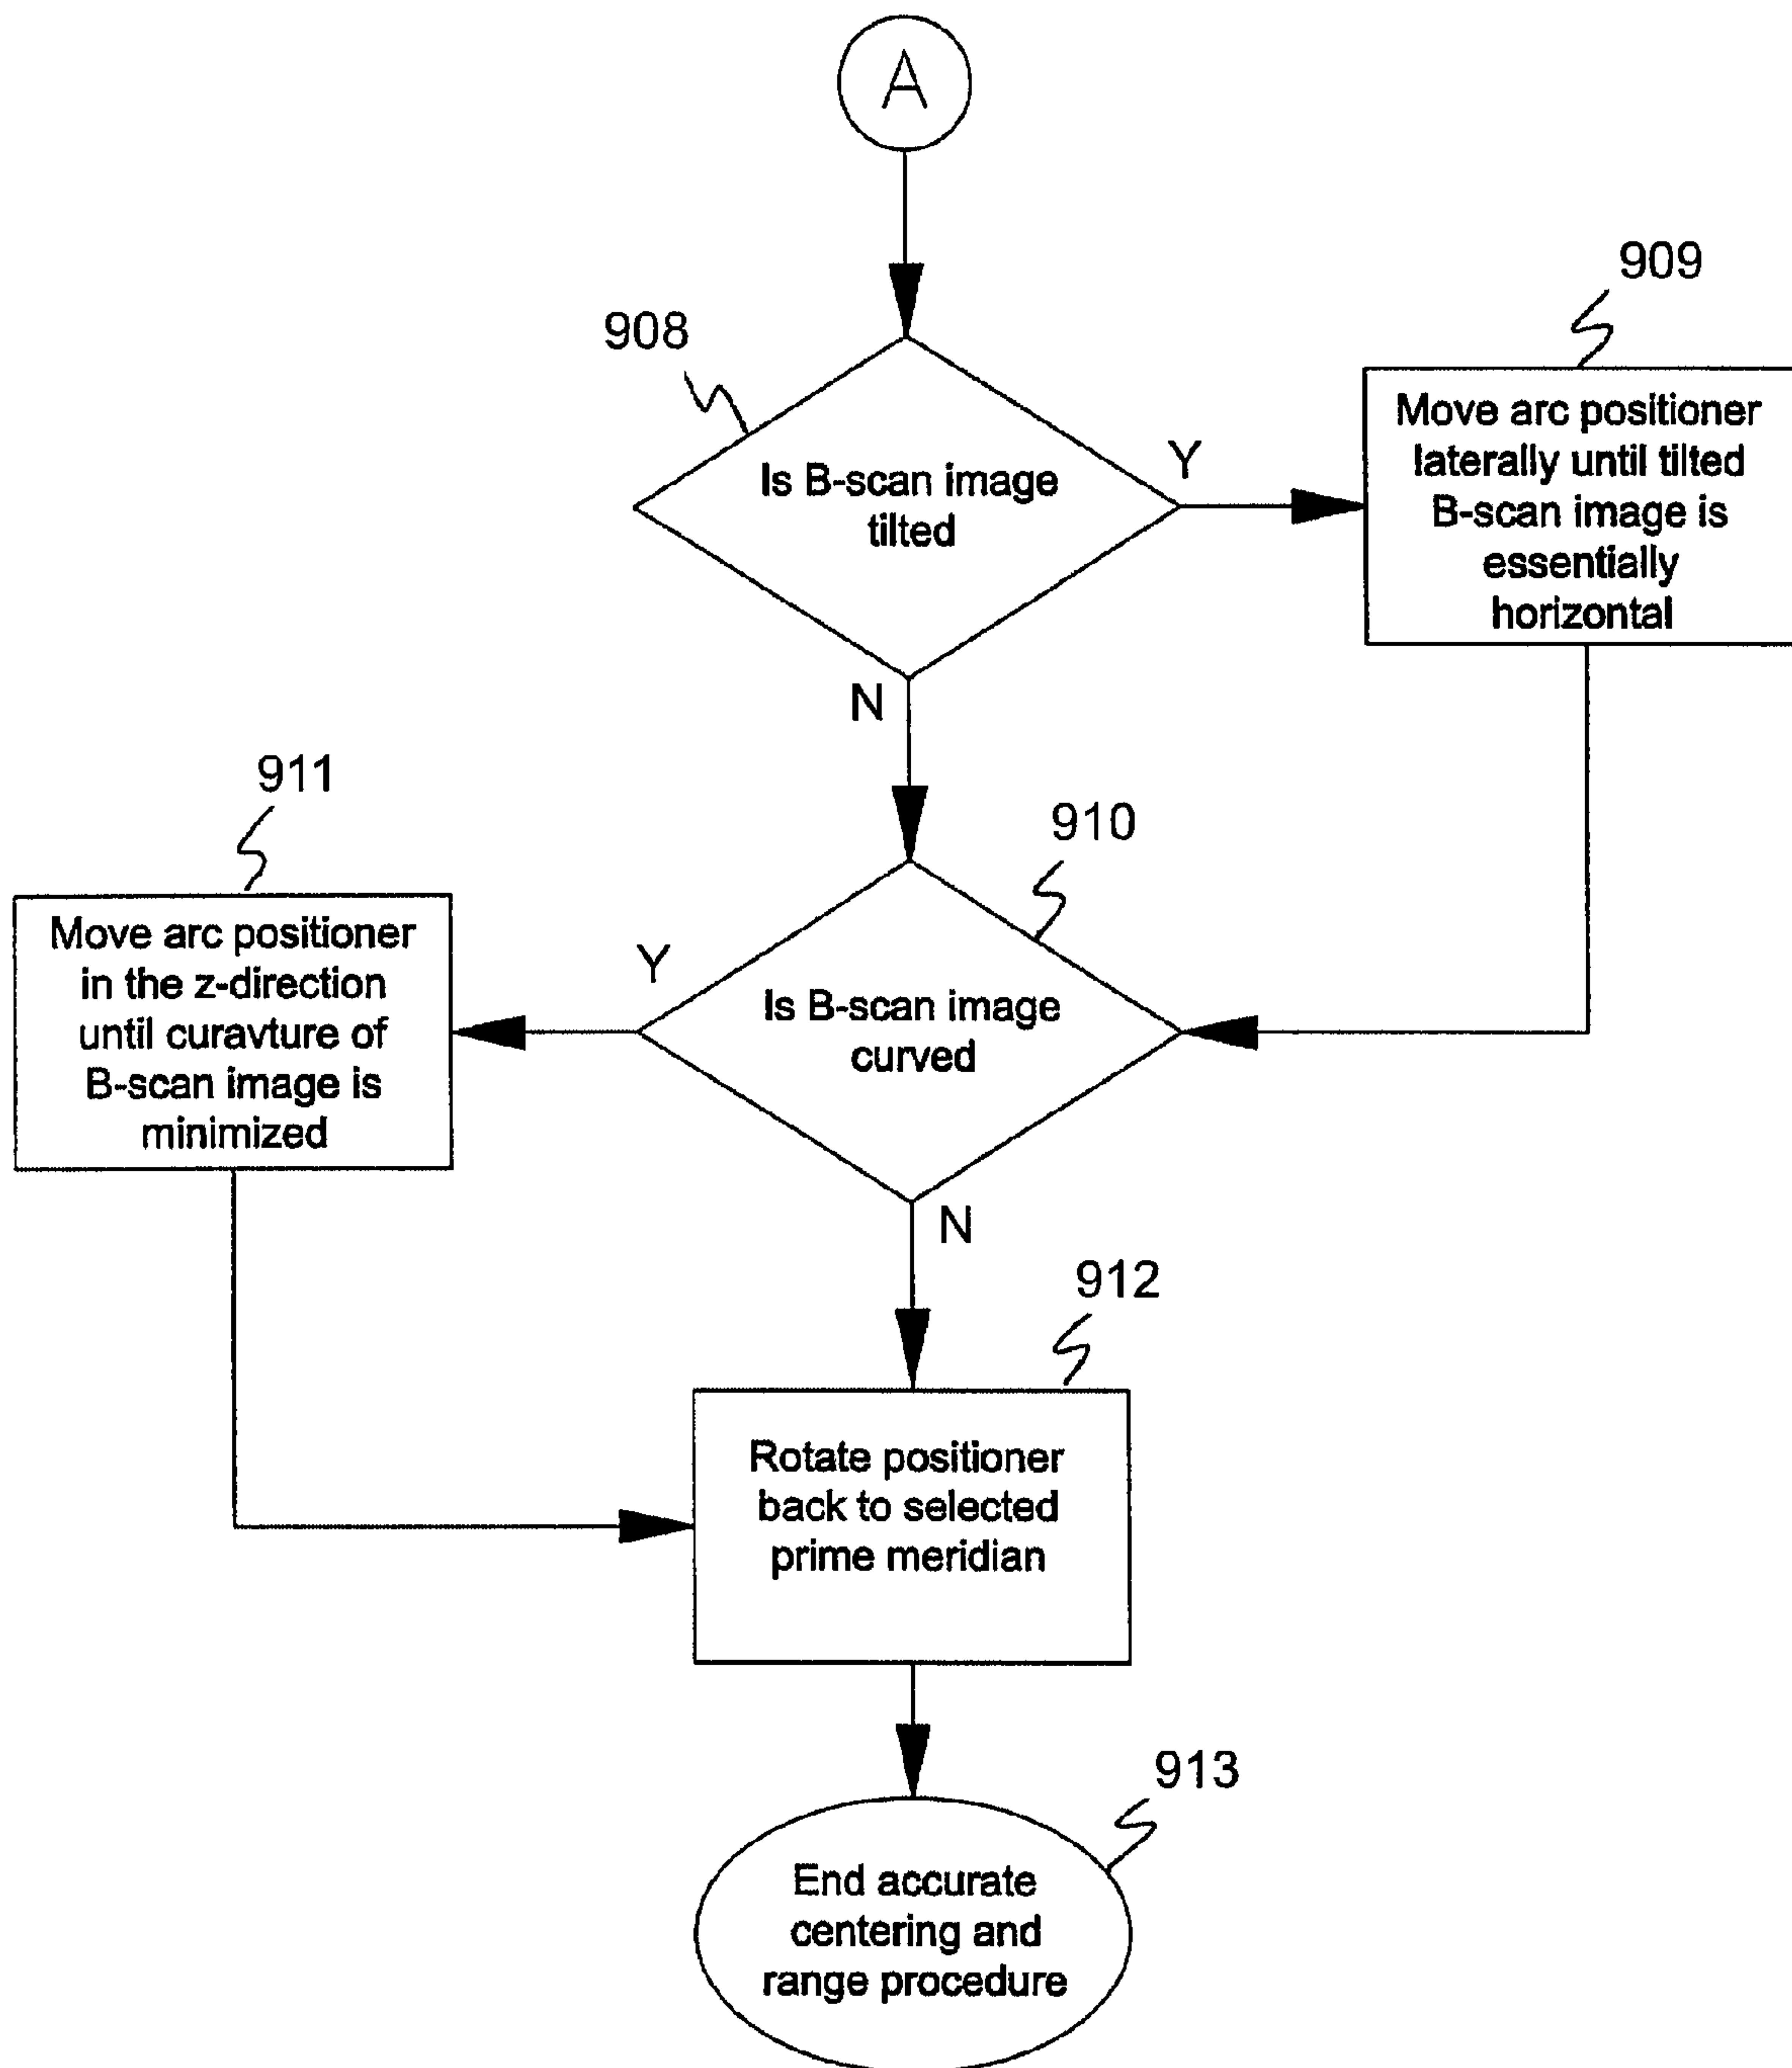 A
908
Is B-scan image
tilted
Y
N
909
Move arc positioner
laterally until tilted
B-scan image is
essentially
horizontal
910
Is B-scan image
curved
Y
N
911
Move arc positioner
in the z-direction
until curavture of
B-scan image is
minimized
912
Rotate positioner
back to selected
prime meridian
913
End accurate
centering and
range procedure